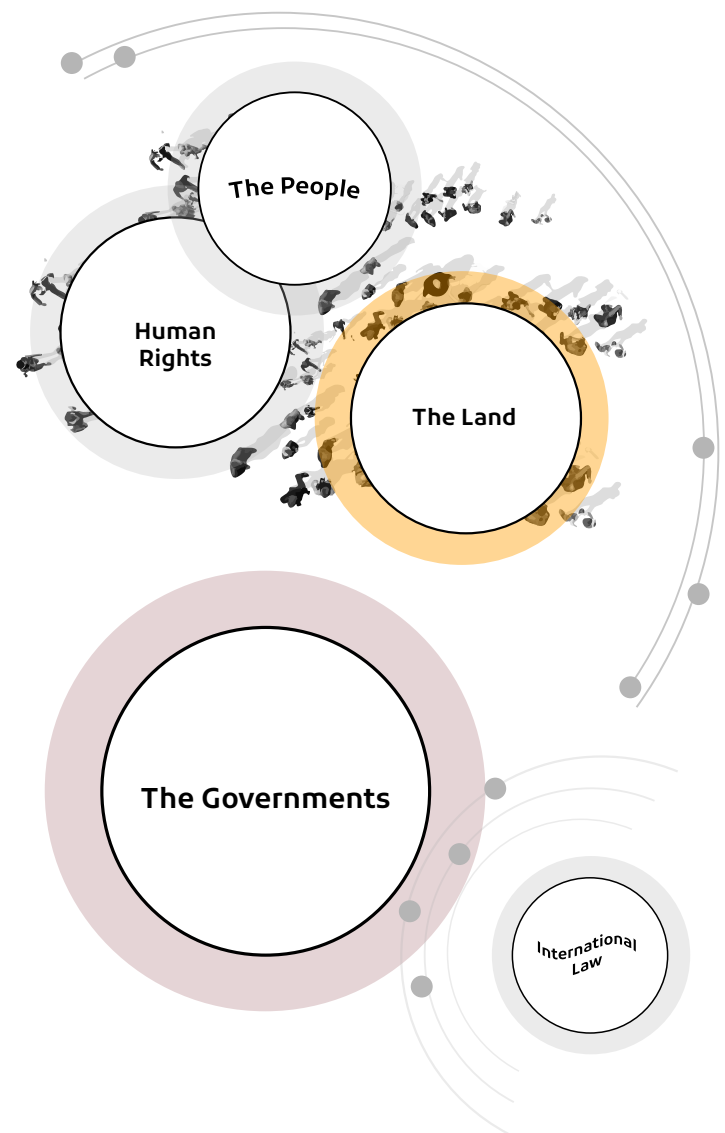 The People
Human
Rights
The Land
The Governments
International
Law